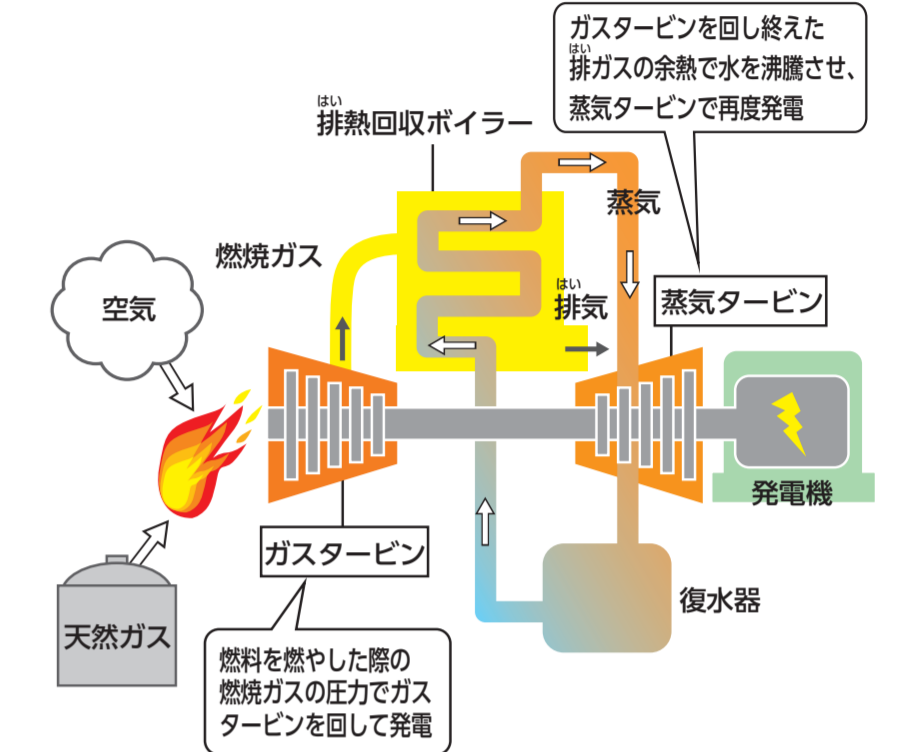 ガスタービンを回し終えた
排ガスの余熱で水を沸騰させ、
はい
蒸気タービンで再度発電
はい
排熱回収ボイラー
蒸気
燃焼ガス
空気
はい
排気
蒸気タービン
発電機
ガスタービン
天然ガス
復水器
燃料を燃やした際の
燃焼ガスの圧力でガス
タービンを回して発電